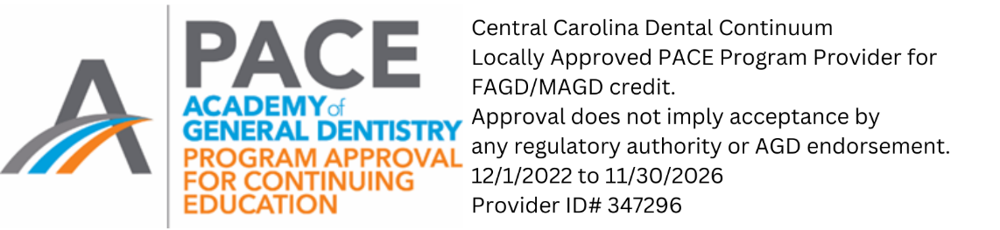 PACE
ACADEMY of
GENERAL DENTISTRY
PROGRAM APPROVAL
FOR CONTINUING
EDUCATION
Central Carolina Dental Continuum
Locally Approved PACE Program Provider for
FAGD/MAGD credit.
Approval does not imply acceptance by
any regulatory authority or AGD endorsement.
12/1/2022 to 11/30/2026
Provider ID# 347296